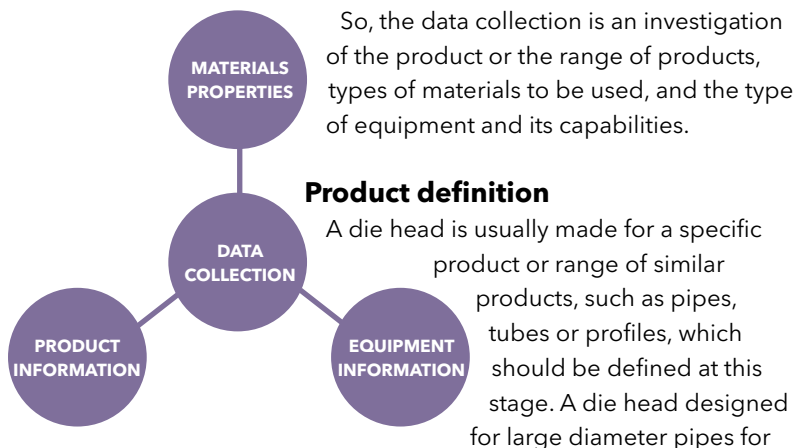 MATERIALS
PROPERTIES
DATA
COLLECTION
PRODUCT
INFORMATION
EQUIPMENT
INFORMATION
So, the data collection is an investigation
of the product or the range of products,
types of materials to be used, and the type
of equipment and its capabilities.
Product definition
A die head is usually made for a specific
product or range of similar
products, such as pipes,
tubes or profiles, which
should be defined at this
stage. A die head designed
for large diameter pipes for